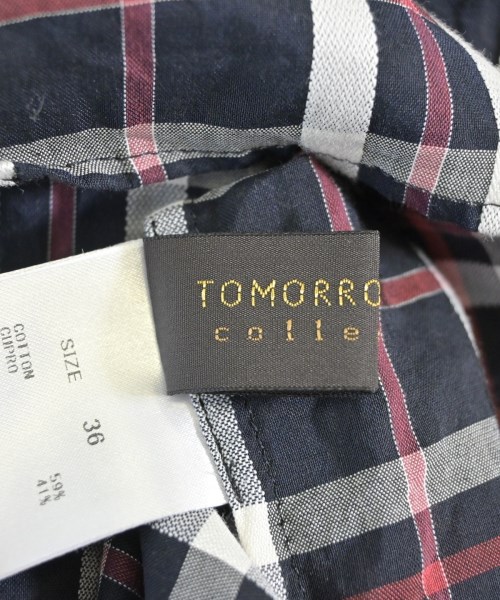 TOMORRO
colle
SIZE 36
COTTON 59%
CUPRO 41%